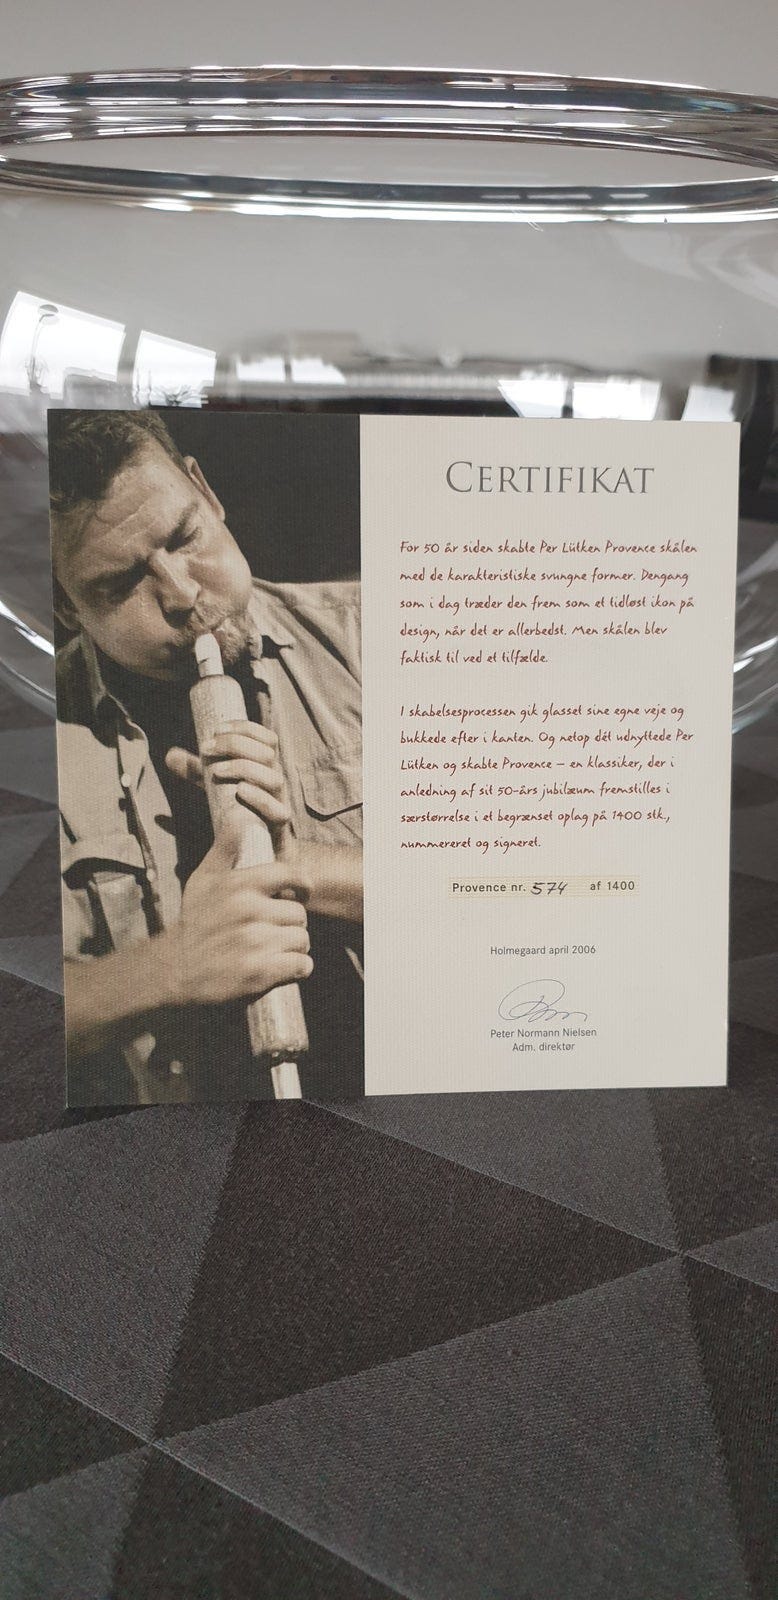 CERTIFIKAT
For 50 år siden skabte Per Lütken Provence skålen
med de karakteristiske svungne former. Dengang
som i dag træder den frem som et tidløst ikon på
design, når det er allerbedst. Men skålen blev
faktisk til ved et tilfælde.
I skabelsesprocessen gik glasset sine egne veje og
bukkede efter i kanten. Og netop dét udnyttede Per
Lütken og skabte Provence – en klassiker, der i
anledning af sit 50-års jubilæum fremstilles i
særstørrelse i et begrænset oplag på 1400 stk.,
nummereret og signeret.
Provence nr. 574 af 1400
Holmegaard april 2006
Peter Normann Nielsen
Adm. direktør